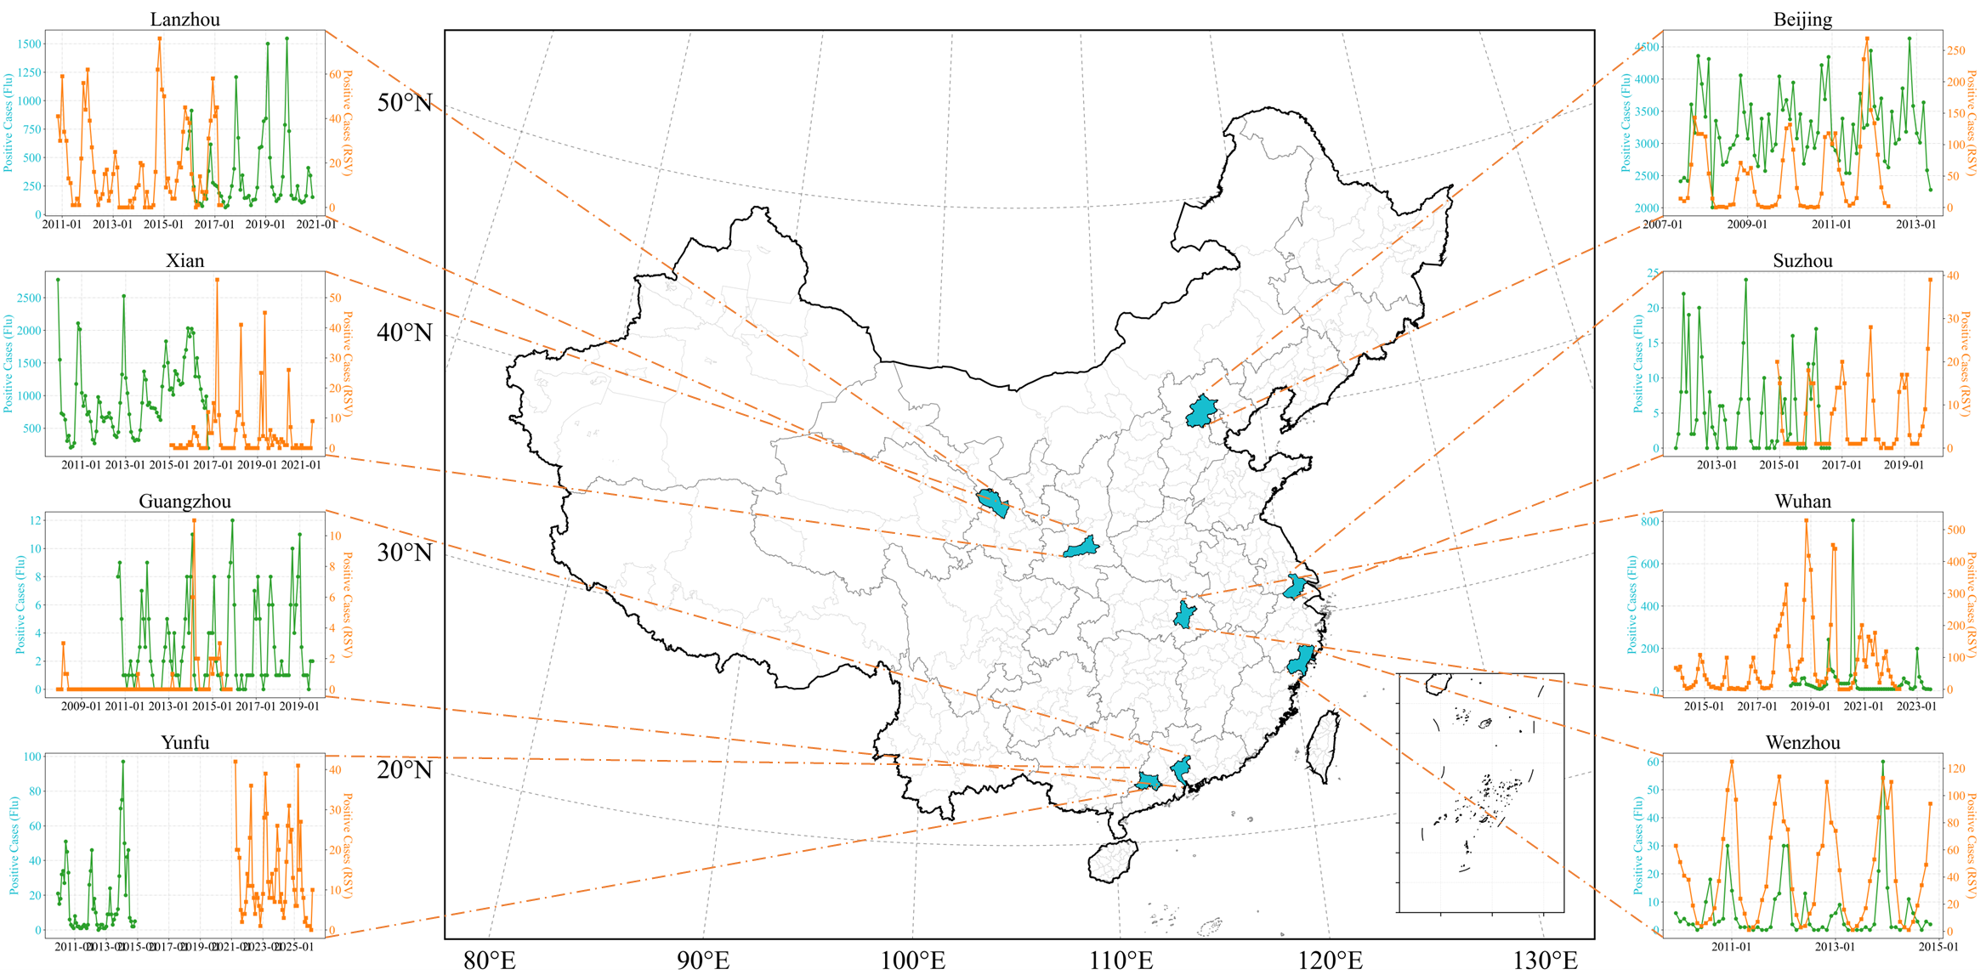 Lanzhou
Positive Cases (Flu)
1500
1250
1000
750
500
250
0
60
40
20
0
Positive Cases (RSV)
2011-01 2013-01 2015-01 2017-01 2019-01 2021-01
Xian
Positive Cases (Flu)
2500
2000
1500
1000
500
50
40
30
20
10
0
Positive Cases (RSV)
2011-01 2013-01 2015-01 2017-01 2019-01 2021-01
Guangzhou
Positive Cases (Flu)
12
10
8
6
4
2
0
10
8
6
4
2
0
Positive Cases (RSV)
2009-01 2011-01 2013-01 2015-01 2017-01 2019-01
Yunfu
Positive Cases (Flu)
100
80
60
40
20
0
40
30
20
10
0
Positive Cases (RSV)
2011-01 2013-01 2015-01 2017-01 2019-01 2021-01 2023-01 2025-01
50°N
40°N
30°N
20°N
80°E 90°E 100°E 110°E 120°E 130°E
Beijing
Positive Cases (Flu)
4500
4000
3500
3000
2500
2000
250
200
150
100
50
0
Positive Cases (RSV)
2007-01 2009-01 2011-01 2013-01
Suzhou
Positive Cases (Flu)
25
20
15
10
5
0
40
30
20
10
0
Positive Cases (RSV)
2013-01 2015-01 2017-01 2019-01
Wuhan
Positive Cases (Flu)
800
600
400
200
0
500
400
300
200
100
0
Positive Cases (RSV)
2015-01 2017-01 2019-01 2021-01 2023-01
Wenzhou
Positive Cases (Flu)
60
50
40
30
20
10
0
120
100
80
60
40
20
0
Positive Cases (RSV)
2011-01 2013-01 2015-01